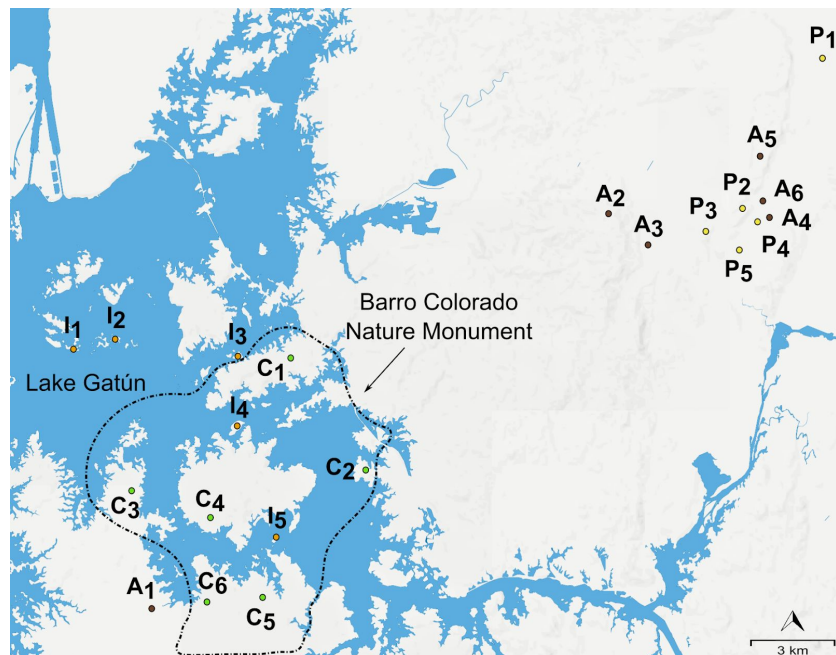 P1
A5
P2
A6
A2
P3
A4
A3
P4
P5
Barro Colorado
Nature Monument
I1
I2
I3
C1
Lake Gatún
I4
C2
C3
C4
I5
A1
C6
C5
3 km